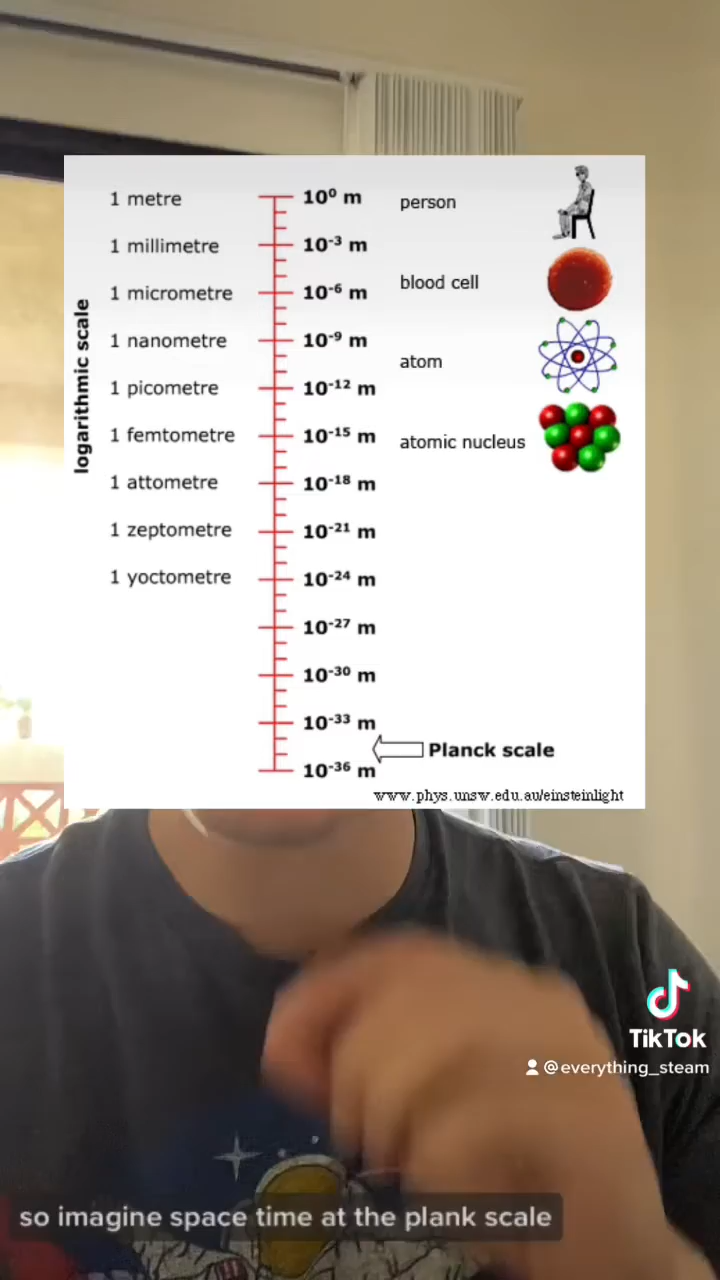 logarithmic scale
1 metre 10⁰ m person
1 millimetre 10⁻³ m
blood cell
1 micrometre 10⁻⁶ m
1 nanometre 10⁻⁹ m
atom
1 picometre 10⁻¹² m
1 femtometre 10⁻¹⁵ m atomic nucleus
1 attometre 10⁻¹⁸ m
1 zeptometre 10⁻²¹ m
1 yoctometre 10⁻²⁴ m
10⁻²⁷ m
10⁻³⁰ m
10⁻³³ m
Planck scale
10⁻³⁶ m
www.phys.unsw.edu.au/einsteinlight
TikTok
@everything_steam
so imagine space time at the plank scale